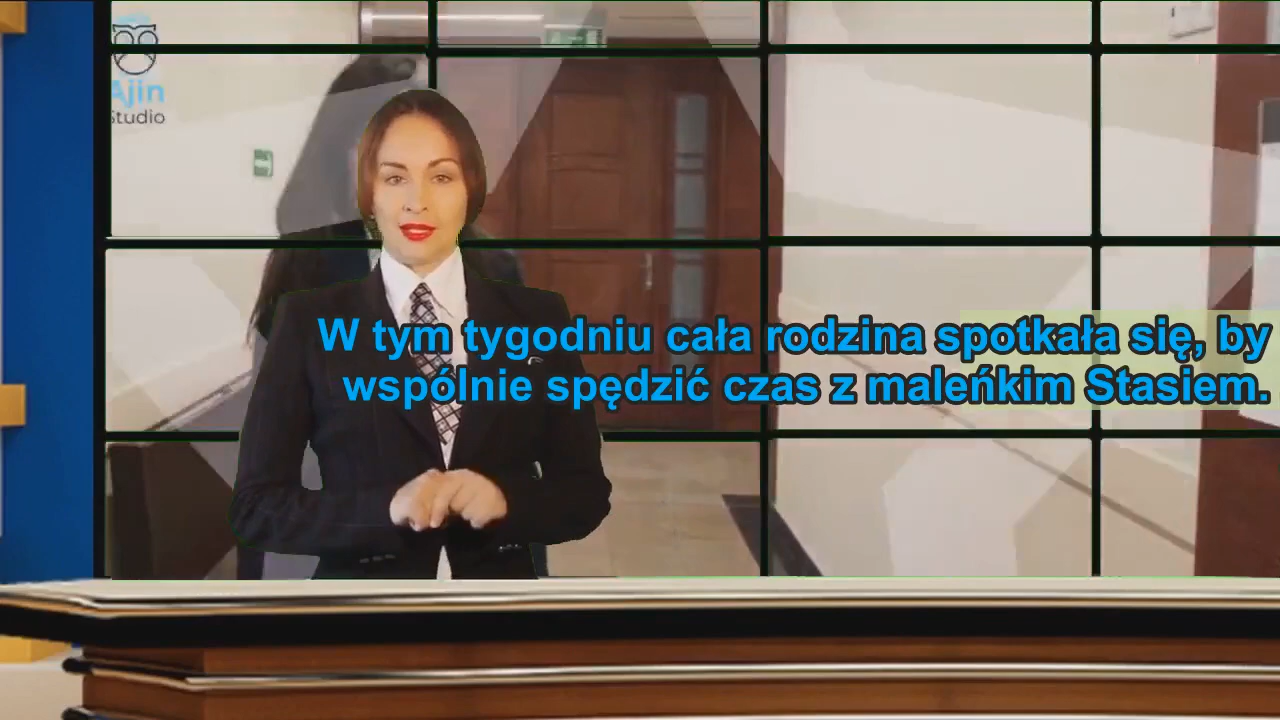 Ajin
Studio
W tym tygodniu cała rodzina spotkała się, by
wspólnie spędzić czas z maleńkim Stasiem.